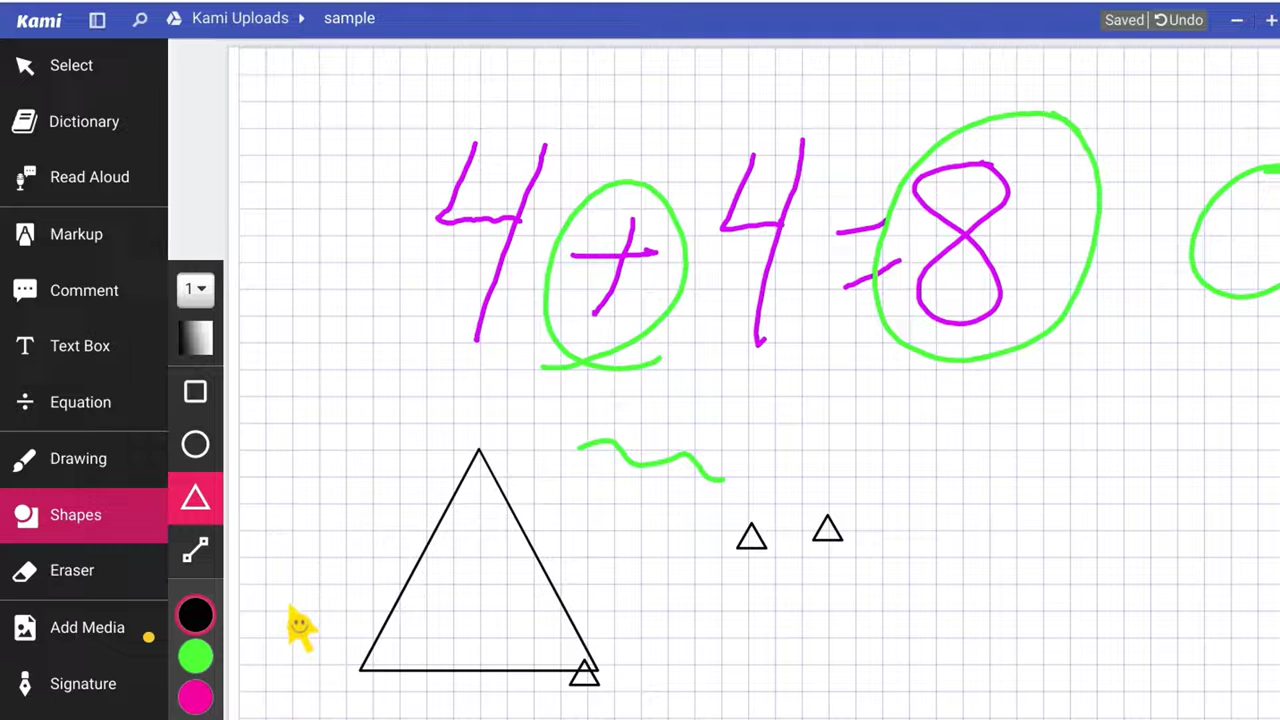 Kami Kami Uploads sample Saved Undo
Select
Dictionary
Read Aloud
Markup
Comment
Text Box
Equation
Drawing
Shapes
Eraser
Add Media
Signature
1
4 + 4 = 8